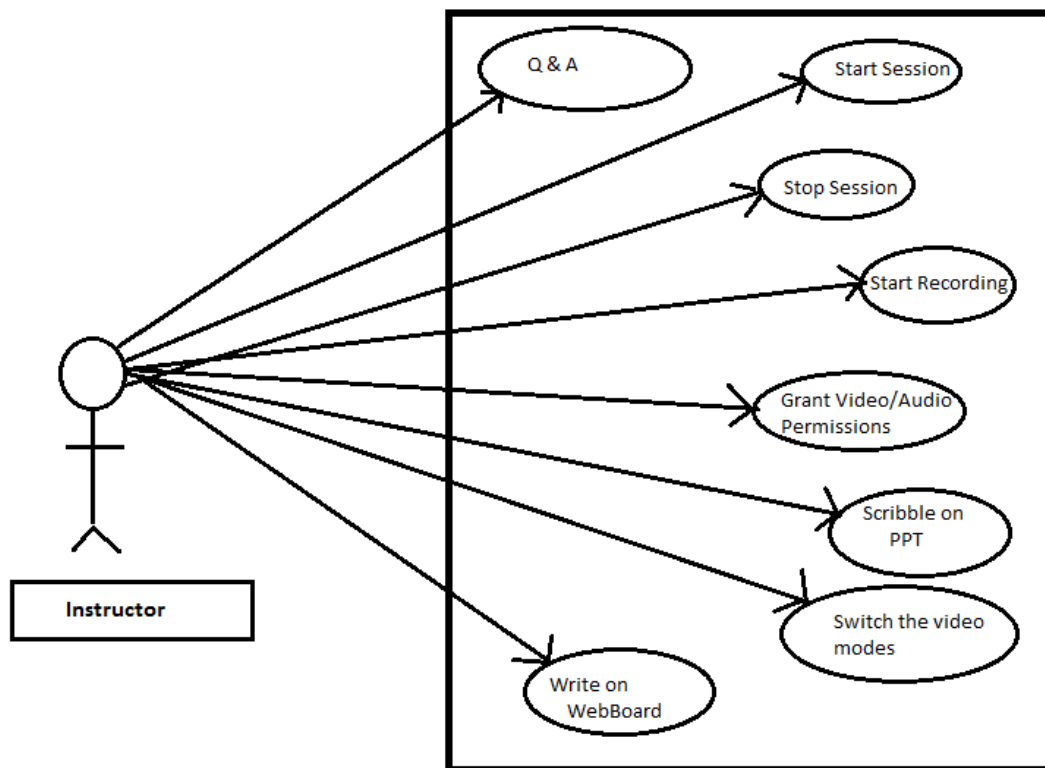 Q & A
Start Session
Stop Session
Start Recording
Grant Video/Audio
Permissions
Scribble on
PPT
Instructor
Switch the video
modes
Write on
WebBoard